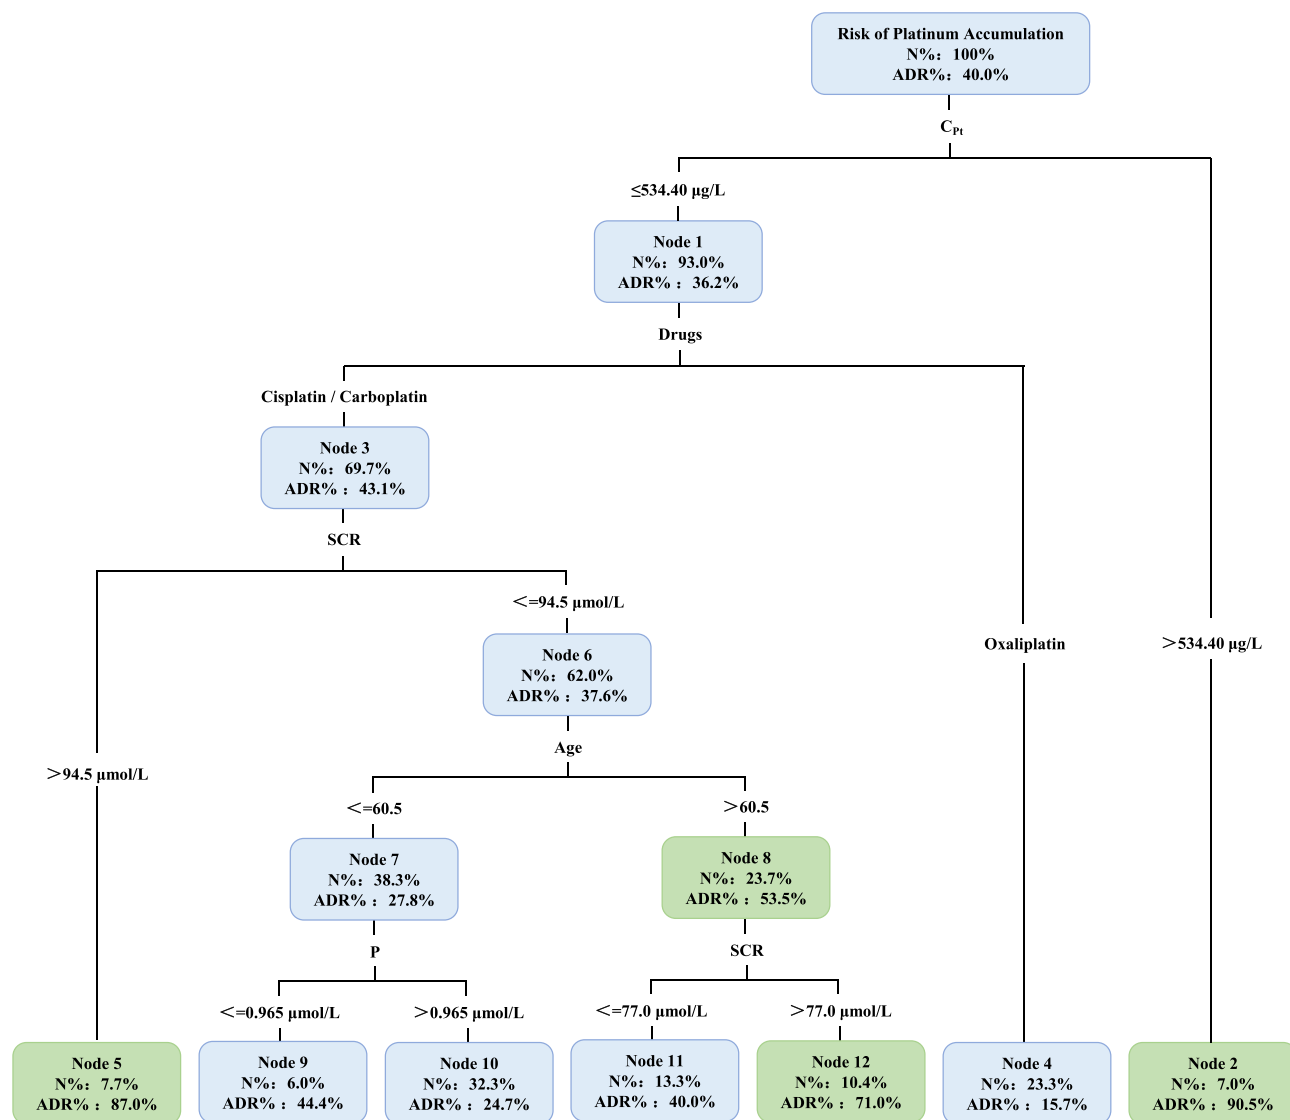 Risk of Platinum Accumulation
N%：100%
ADR%：40.0%
C_Pt
≤534.40 μg/L
Node 1
N%：93.0%
ADR% ：36.2%
Drugs
Cisplatin / Carboplatin
Node 3
N%：69.7%
ADR% ：43.1%
SCR
＜=94.5 μmol/L
Node 6
N%：62.0%
ADR% ：37.6%
Oxaliplatin
＞534.40 μg/L
Age
＞94.5 μmol/L
＜=60.5
＞60.5
Node 7
N%：38.3%
ADR% ：27.8%
Node 8
N%：23.7%
ADR% ：53.5%
P
SCR
＜=0.965 μmol/L
＞0.965 μmol/L
＜=77.0 μmol/L
＞77.0 μmol/L
Node 5
N%：7.7%
ADR% ：87.0%
Node 9
N%：6.0%
ADR% ：44.4%
Node 10
N%：32.3%
ADR% ：24.7%
Node 11
N%：13.3%
ADR% ：40.0%
Node 12
N%：10.4%
ADR% ：71.0%
Node 4
N%：23.3%
ADR% ：15.7%
Node 2
N%：7.0%
ADR% ：90.5%